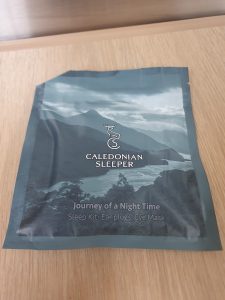 CALEDONIAN
SLEEPER
Journey of a Night Time
Sleep Kit: Ear plugs, Eye Mask